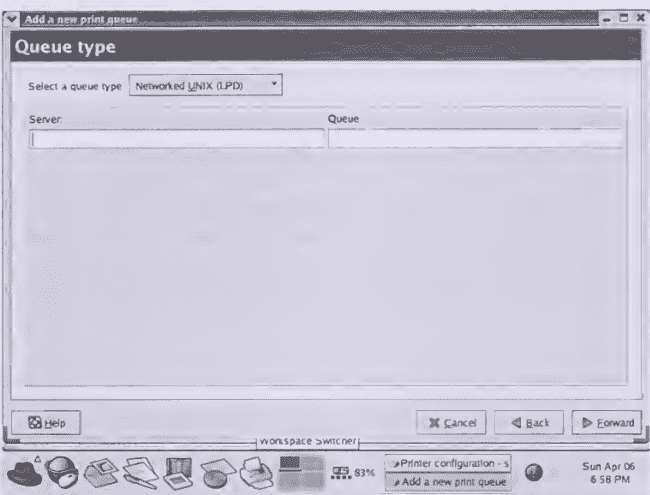 Add a new print queue
Queue type
Select a queue type Networked UNIX (LPD)
Server: Queue
Help Cancel Back Forward
Workspace Switcher
83% Printer configuration - s Sun Apr 06
Add a new print queue 6:58 PM